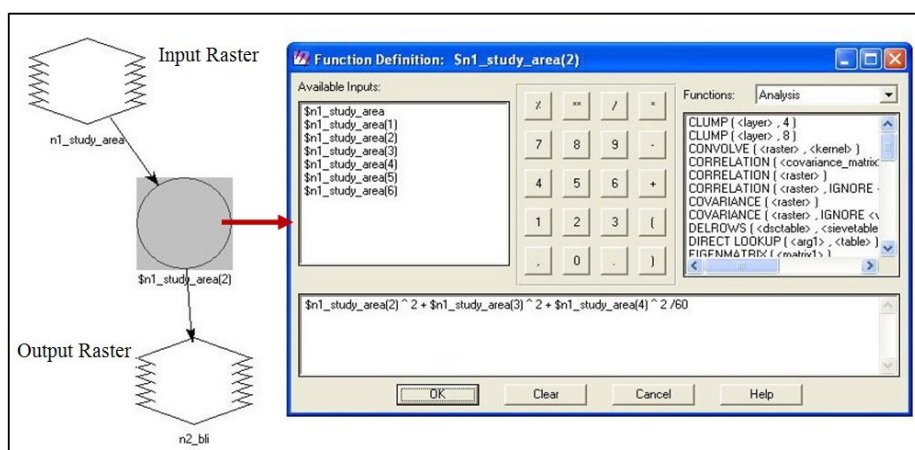 Input Raster
n1_study_area
$n1_study_area(2)
Output Raster
n2_bli
Function Definition: $n1_study_area(2)
Available Inputs:
$n1_study_area
$n1_study_area(1)
$n1_study_area(2)
$n1_study_area(3)
$n1_study_area(4)
$n1_study_area(5)
$n1_study_area(6)
% ** / *
7 8 9 -
4 5 6 +
1 2 3 (
, 0 . )
Functions: Analysis
CLUMP ( <layer> , 4 )
CLUMP ( <layer> , 8 )
CONVOLVE ( <raster> , <kernel> )
CORRELATION ( <covariance_matrix
CORRELATION ( <raster> )
CORRELATION ( <raster> , IGNORE <
COVARIANCE ( <raster> )
COVARIANCE ( <raster> , IGNORE <v
DELROWS ( <dsctable> , <sievetable
DIRECT LOOKUP ( <arg1> , <table> )
EIGENMATRIX ( <matrix1> )
$n1_study_area(2) ^ 2 + $n1_study_area(3) ^ 2 + $n1_study_area(4) ^ 2 /60
OK Clear Cancel Help